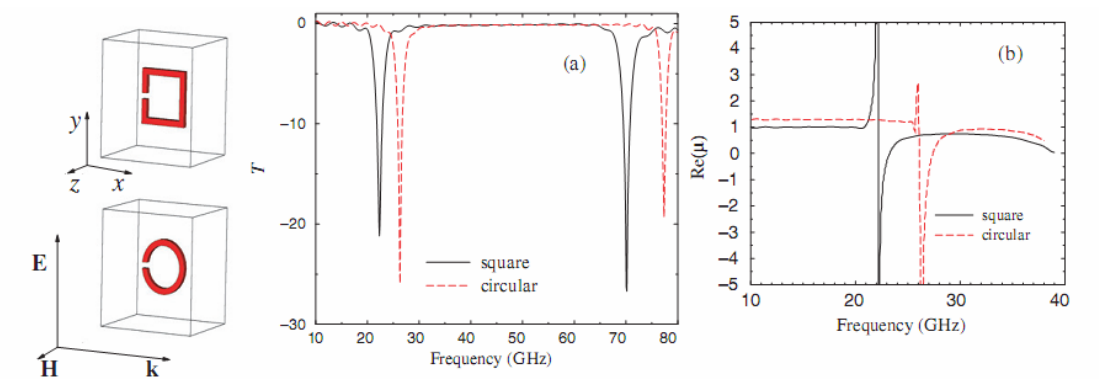 y
z x
E
H k
0
−10
−20
−30
T
(a)
square
circular
10 20 30 40 50 60 70 80
Frequency (GHz)
5
4
3
2
1
0
−1
−2
−3
−4
−5
Re(μ)
(b)
square
circular
10 20 30 40
Frequency (GHz)